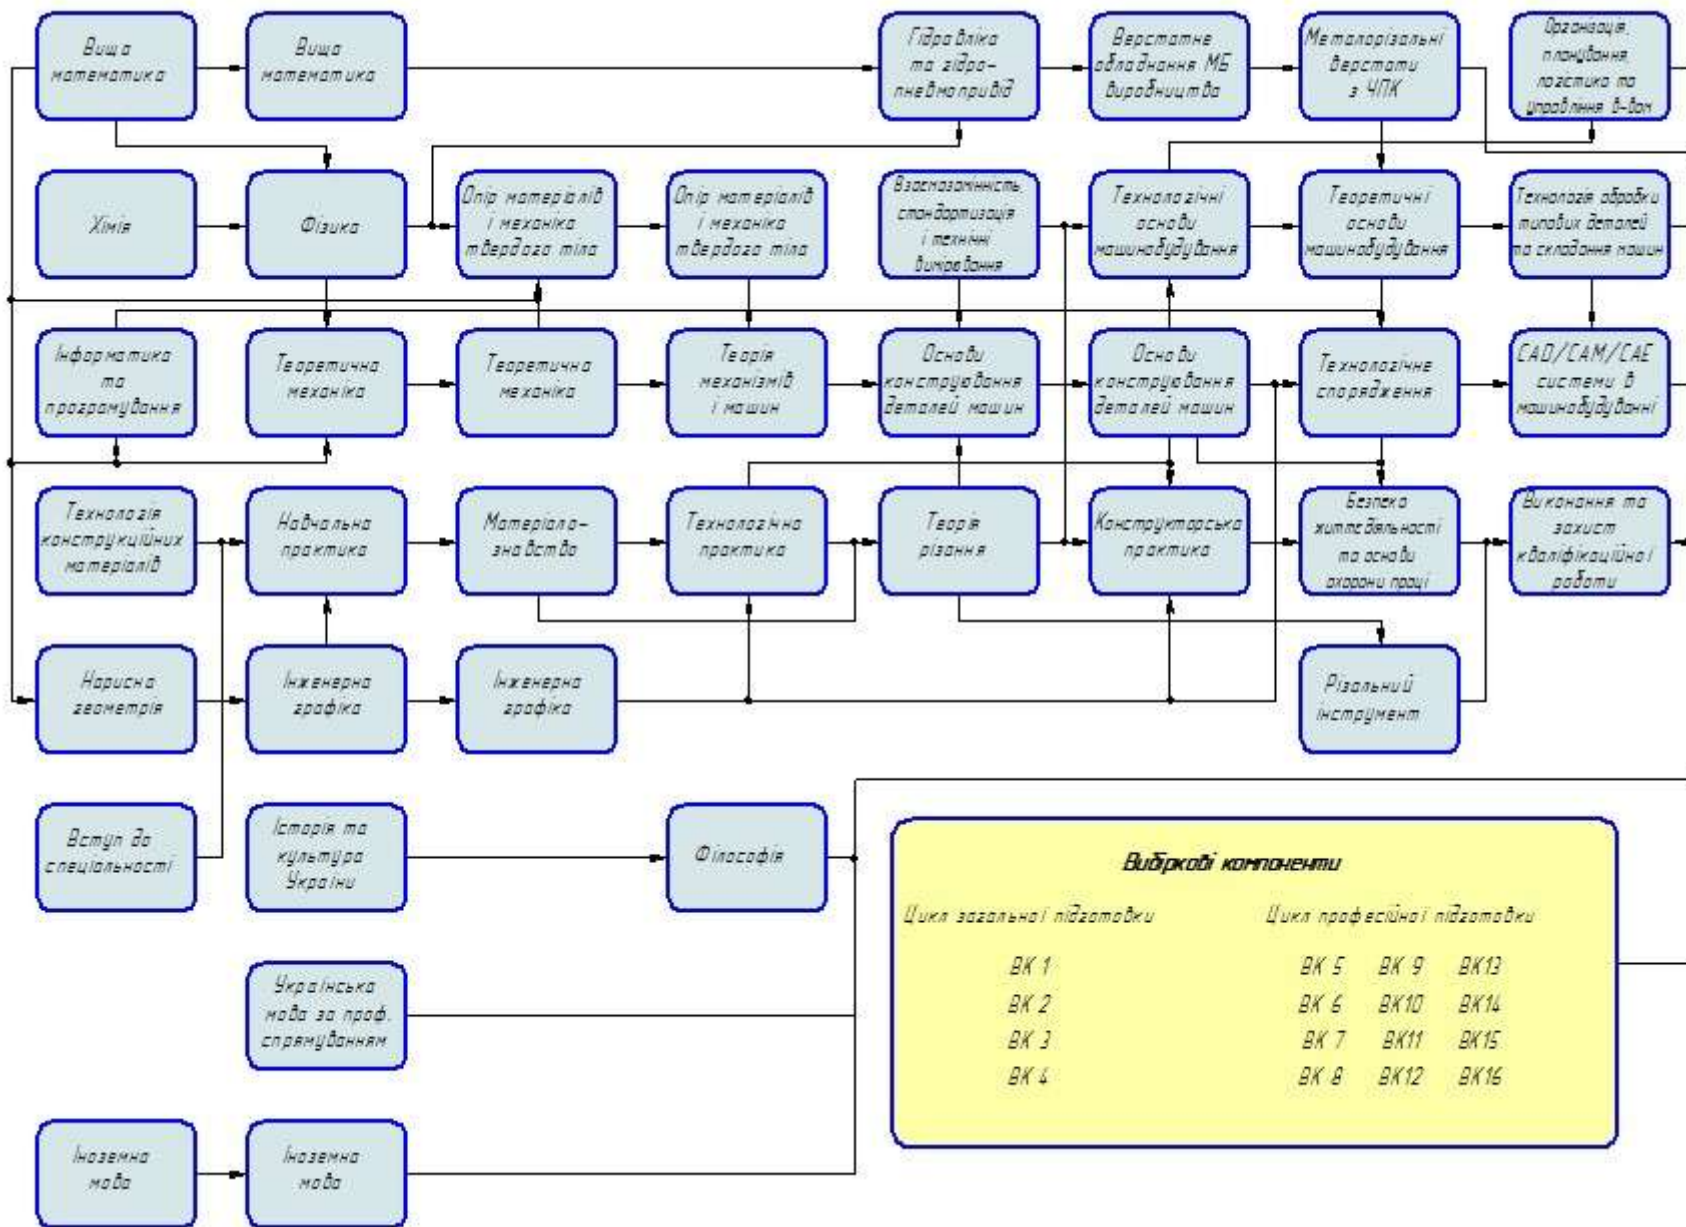 Вища
математика
Вища
математика
Гідравліка
та гідро-
пневмопривід
Верстатне
обладнання МБ
виробництва
Металорізальні
верстати
з ЧПК
Організація,
планування,
логістика та
управління в-вом
Хімія
Фізика
Опір матеріалів
і механіка
твердого тіла
Опір матеріалів
і механіка
твердого тіла
Взаємозамінність,
стандартизація
і технічні
вимірювання
Технологічні
основи
машинобудування
Теоретичні
основи
машинобудування
Технологія обробки
типових деталей
та складання машин
Інформатика
та
програмування
Теоретична
механіка
Теоретична
механіка
Теорія
механізмів
і машин
Основи
конструювання
деталей машин
Основи
конструювання
деталей машин
Технологічне
спорядження
CAD/CAM/CAE
системи в
машинобудуванні
Технологія
конструкційних
матеріалів
Навчальна
практика
Матеріало-
знавство
Технологічна
практика
Теорія
різання
Конструкторська
практика
Безпека
життєдіяльності
та основи
охорони праці
Виконання та
захист
кваліфікаційної
роботи
Нарисна
геометрія
Інженерна
графіка
Інженерна
графіка
Різальний
інструмент
Вступ до
спеціальності
Історія та
культура
України
Філософія
Вибіркові компоненти
Цикл загальної підготовки
Цикл професійної підготовки
ВК 1
ВК 5 ВК 9 ВК13
ВК 2
ВК 6 ВК10 ВК14
ВК 3
ВК 7 ВК11 ВК15
ВК 4
ВК 8 ВК12 ВК16
Українська
мова за проф.
спрямуванням
Іноземна
мова
Іноземна
мова